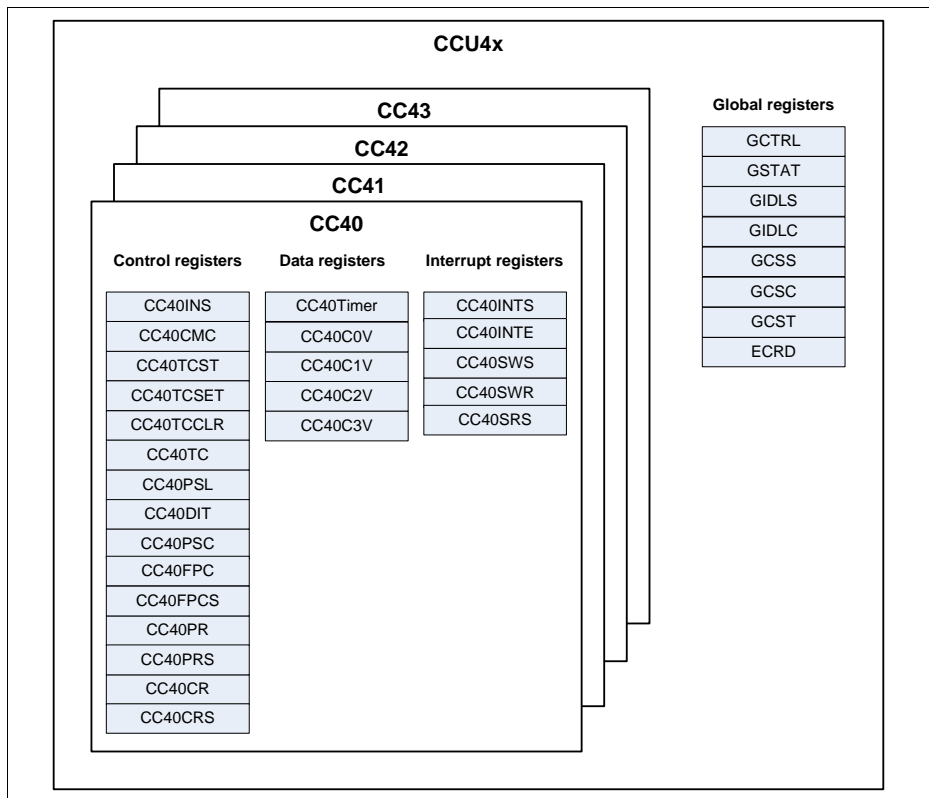 CCU4x
CC43
CC42
CC41
CC40
Control registers
CC40INS
CC40CMC
CC40TCST
CC40TCSET
CC40TCCLR
CC40TC
CC40PSL
CC40DIT
CC40PSC
CC40FPC
CC40FPCS
CC40PR
CC40PRS
CC40CR
CC40CRS
Data registers
CC40Timer
CC40C0V
CC40C1V
CC40C2V
CC40C3V
Interrupt registers
CC40INTS
CC40INTE
CC40SWS
CC40SWR
CC40SRS
Global registers
GCTRL
GSTAT
GIDLS
GIDLC
GCSS
GCSC
GCST
ECRD